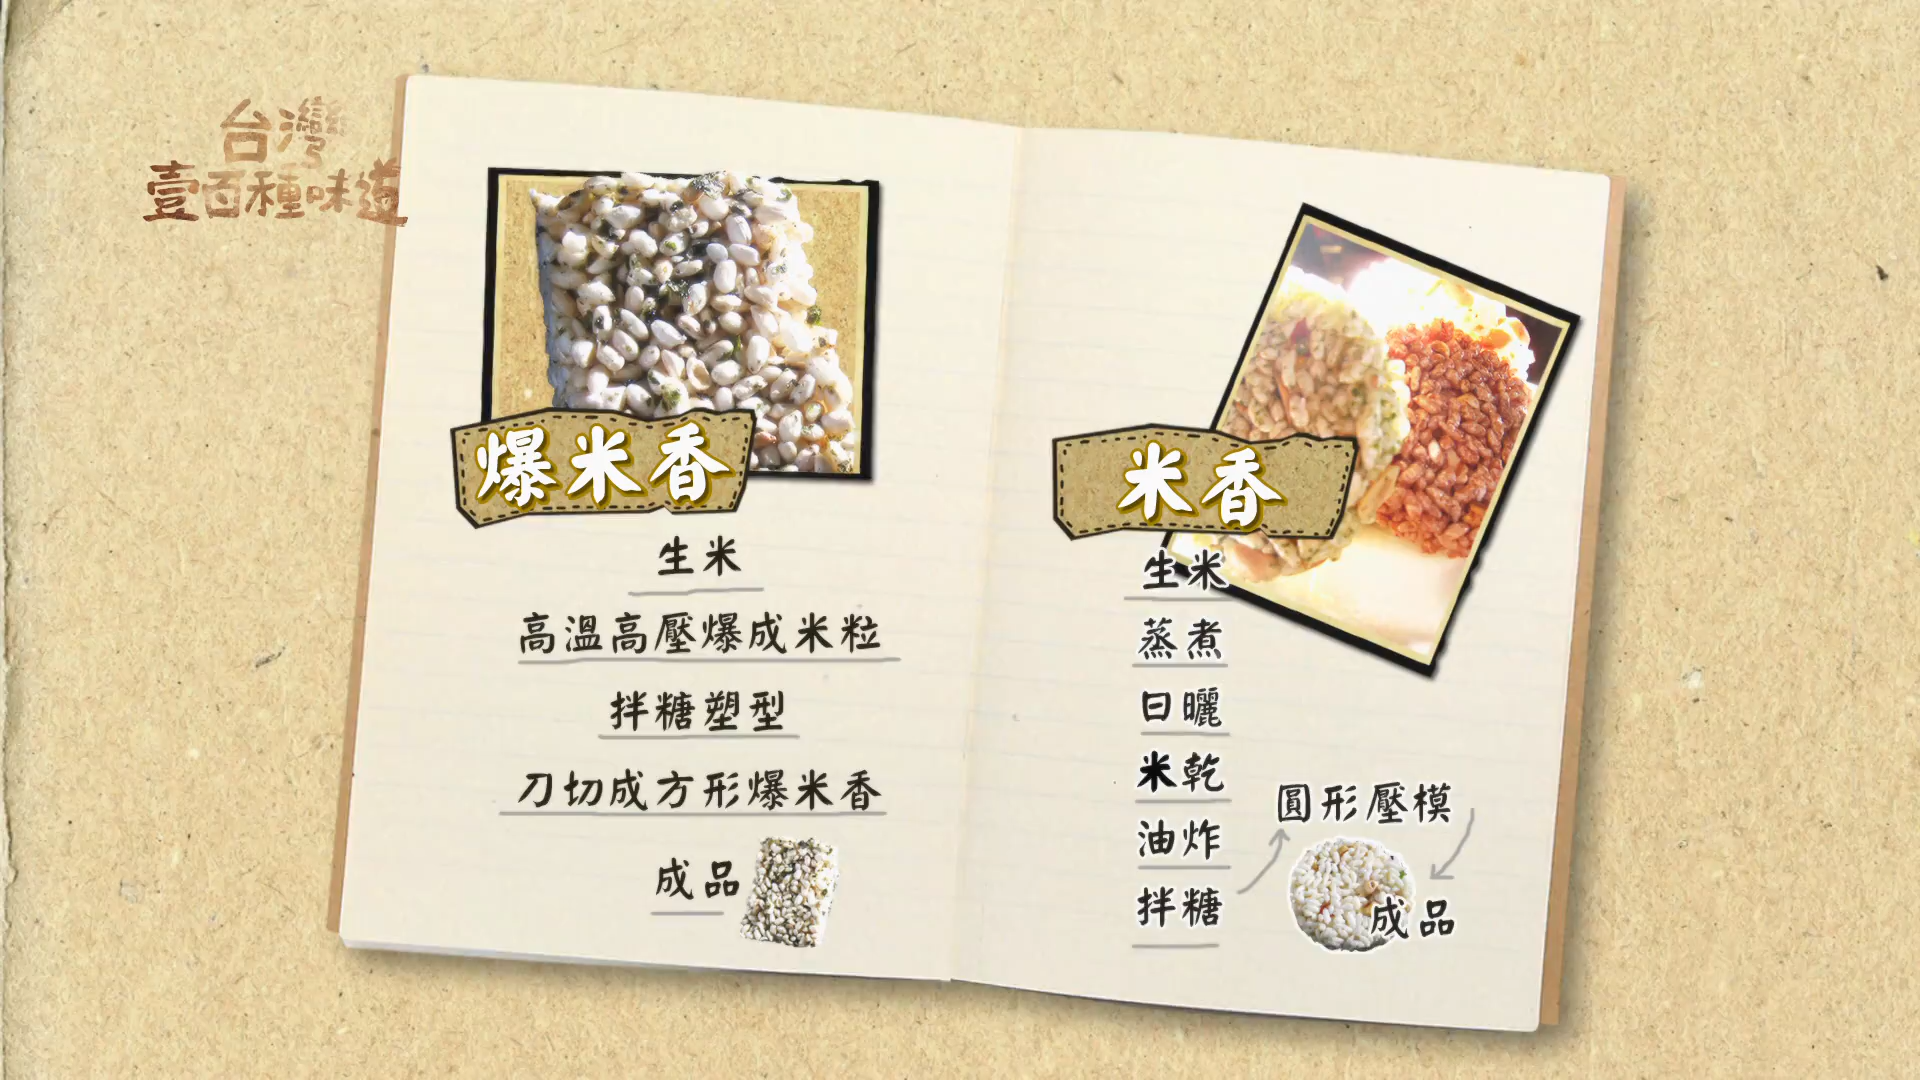 台灣
壹百種味道
爆米香
生米
高溫高壓爆成米粒
拌糖塑型
刀切成方形爆米香
成品
米香
生米
蒸煮
日曬
米乾
油炸
拌糖
圓形壓模
成品